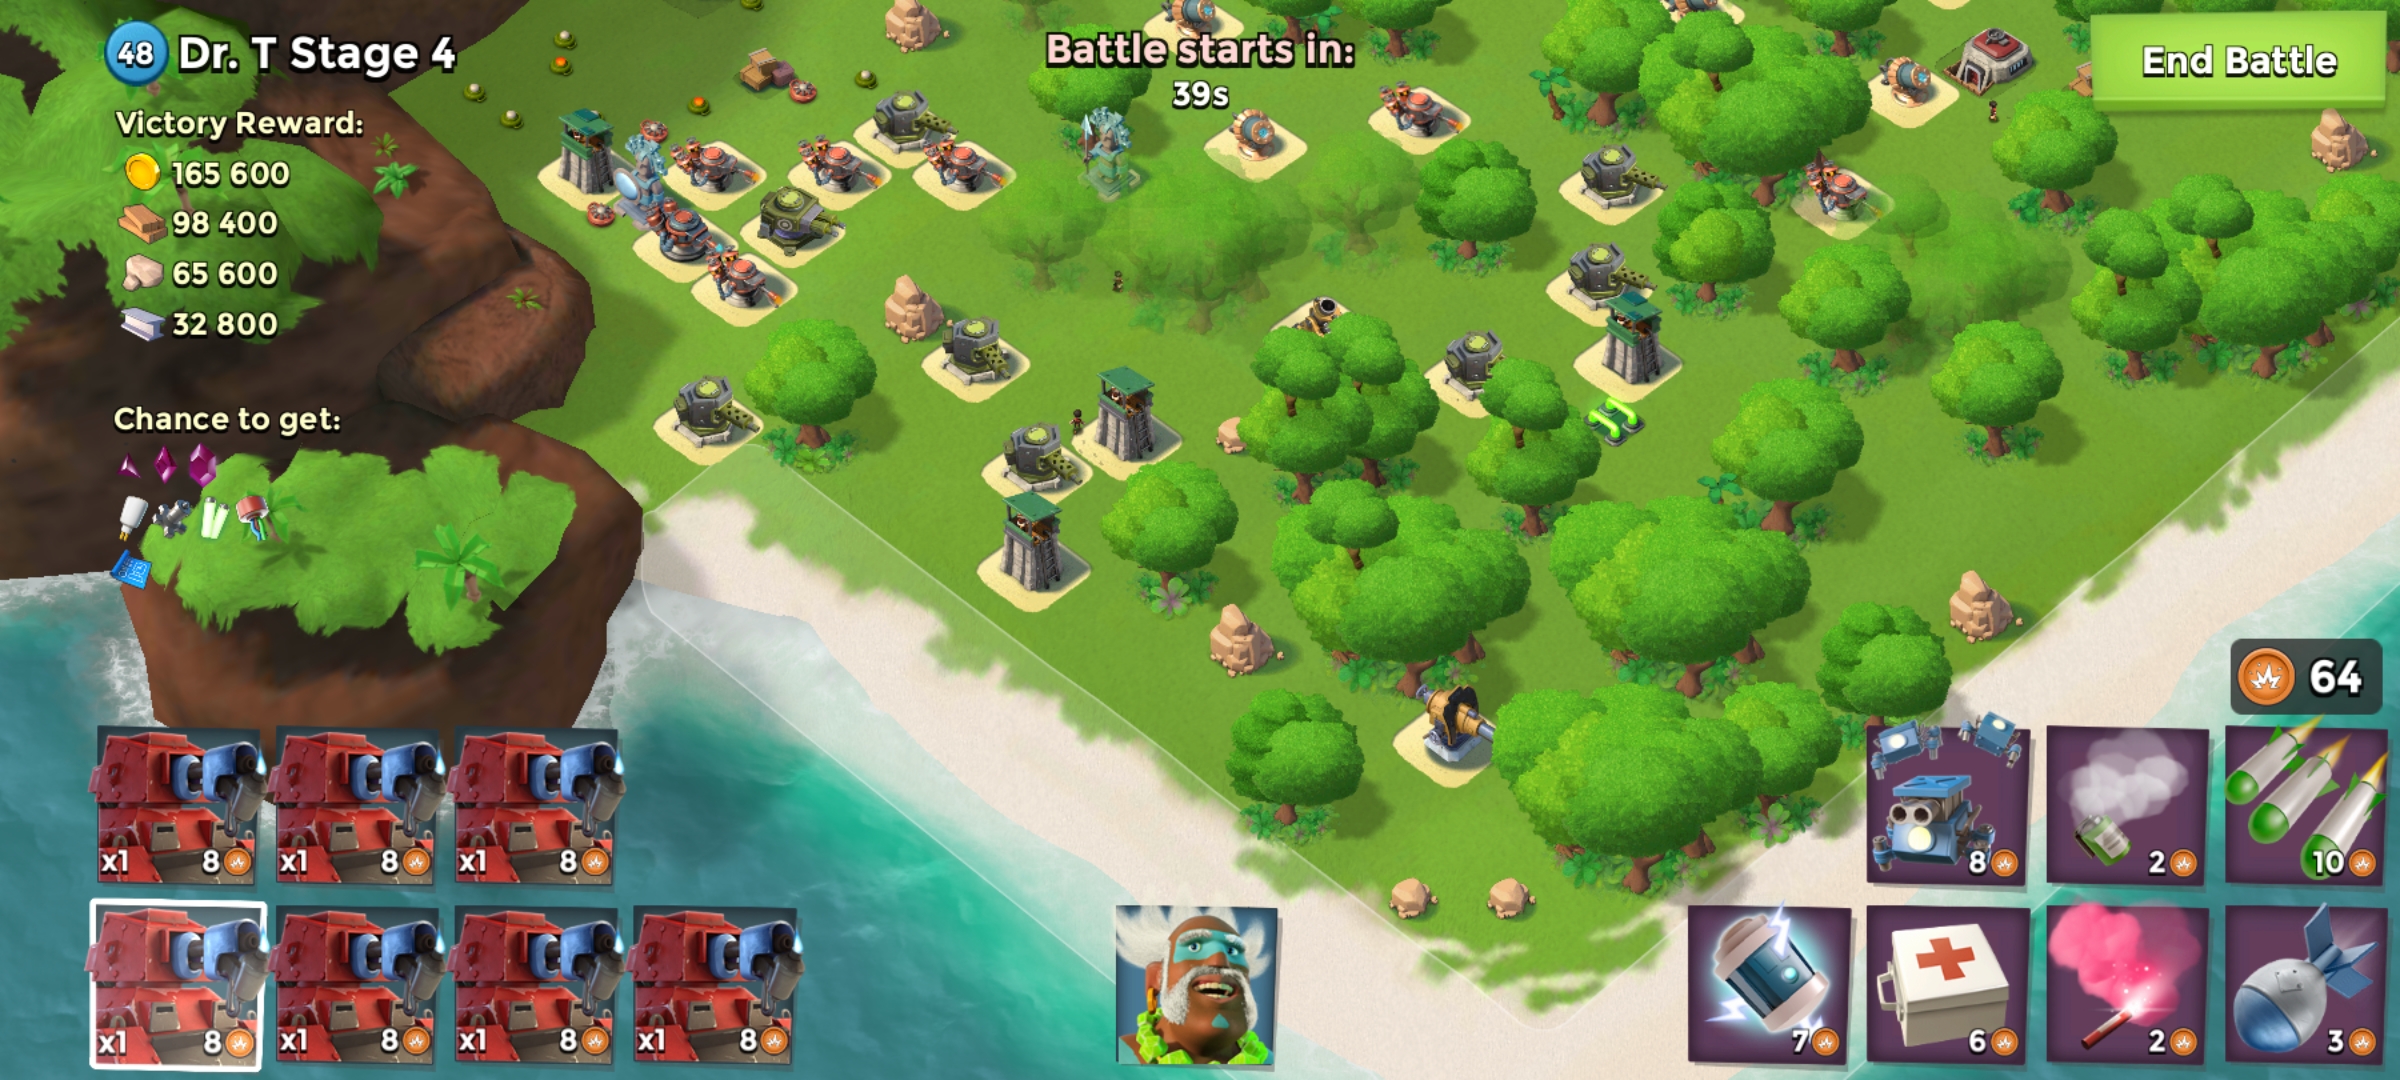 48 Dr. T Stage 4
Battle starts in:
39s
End Battle
Victory Reward:
165 600
98 400
65 600
32 800
Chance to get:
64
x1 8
x1 8
x1 8
8
2
10
x1 8
x1 8
x1 8
x1 8
7
6
2
3